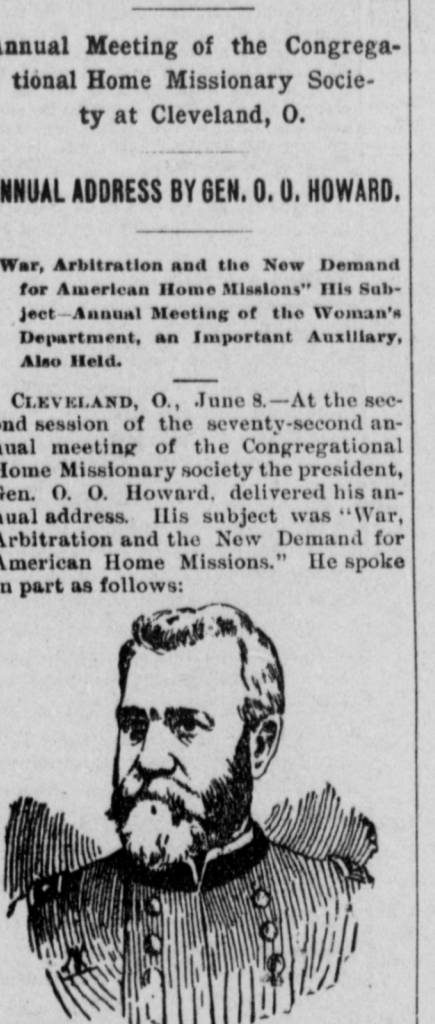 nnual Meeting of the Congrega-
tional Home Missionary Socie-
ty at Cleveland, O.
NNUAL ADDRESS BY GEN. O. O. HOWARD.
War, Arbitration and the New Demand
for American Home Missions" His Sub-
ject—Annual Meeting of the Woman's
Department, an Important Auxiliary,
Also Held.
CLEVELAND, O., June 8.—At the sec-
ond session of the seventy-second an-
nual meeting of the Congregational
Home Missionary society the president,
Gen. O. O. Howard, delivered his an-
nual address. His subject was "War,
Arbitration and the New Demand for
American Home Missions." He spoke
n part as follows: